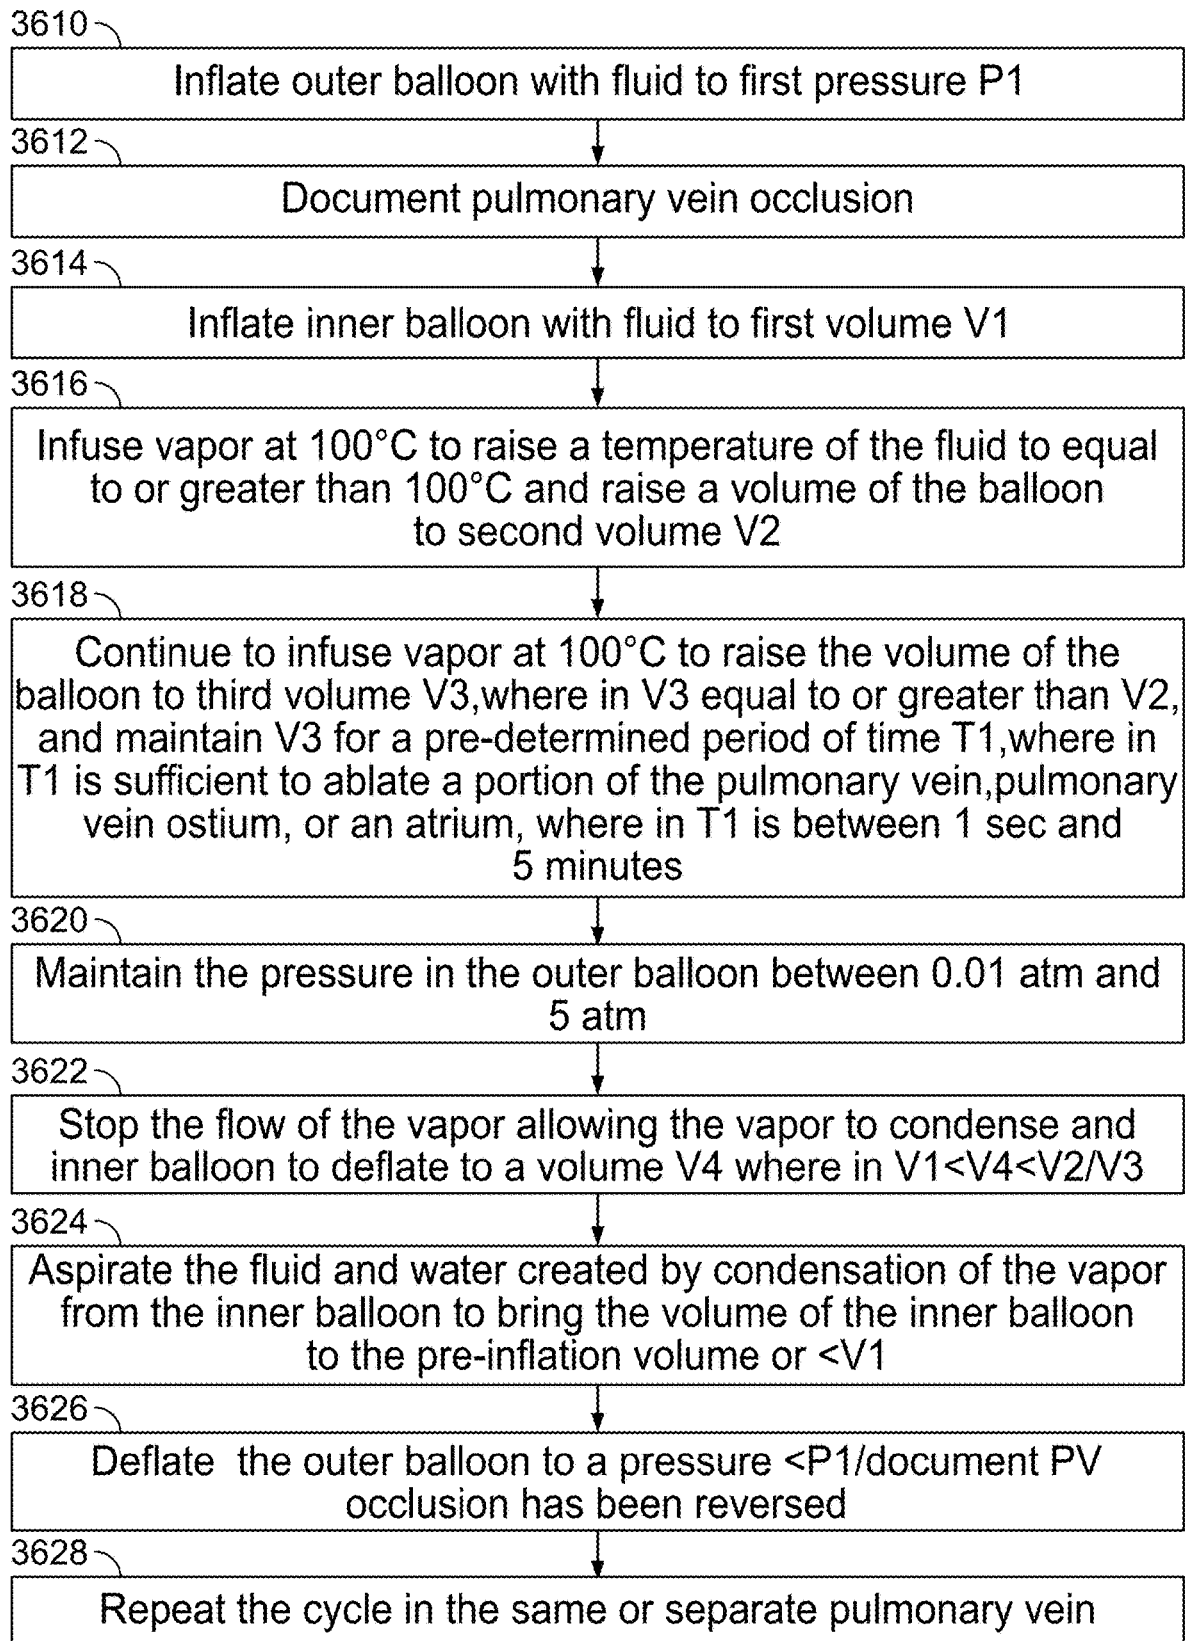 3610
Inflate outer balloon with fluid to first pressure P1
3612
Document pulmonary vein occlusion
3614
Inflate inner balloon with fluid to first volume V1
3616
Infuse vapor at 100°C to raise a temperature of the fluid to equal
to or greater than 100°C and raise a volume of the balloon
to second volume V2
3618
Continue to infuse vapor at 100°C to raise the volume of the
balloon to third volume V3,where in V3 equal to or greater than V2,
and maintain V3 for a pre-determined period of time T1,where in
T1 is sufficient to ablate a portion of the pulmonary vein,pulmonary
vein ostium, or an atrium, where in T1 is between 1 sec and
5 minutes
3620
Maintain the pressure in the outer balloon between 0.01 atm and
5 atm
3622
Stop the flow of the vapor allowing the vapor to condense and
inner balloon to deflate to a volume V4 where in V1<V4<V2/V3
3624
Aspirate the fluid and water created by condensation of the vapor
from the inner balloon to bring the volume of the inner balloon
to the pre-inflation volume or <V1
3626
Deflate the outer balloon to a pressure <P1/document PV
occlusion has been reversed
3628
Repeat the cycle in the same or separate pulmonary vein